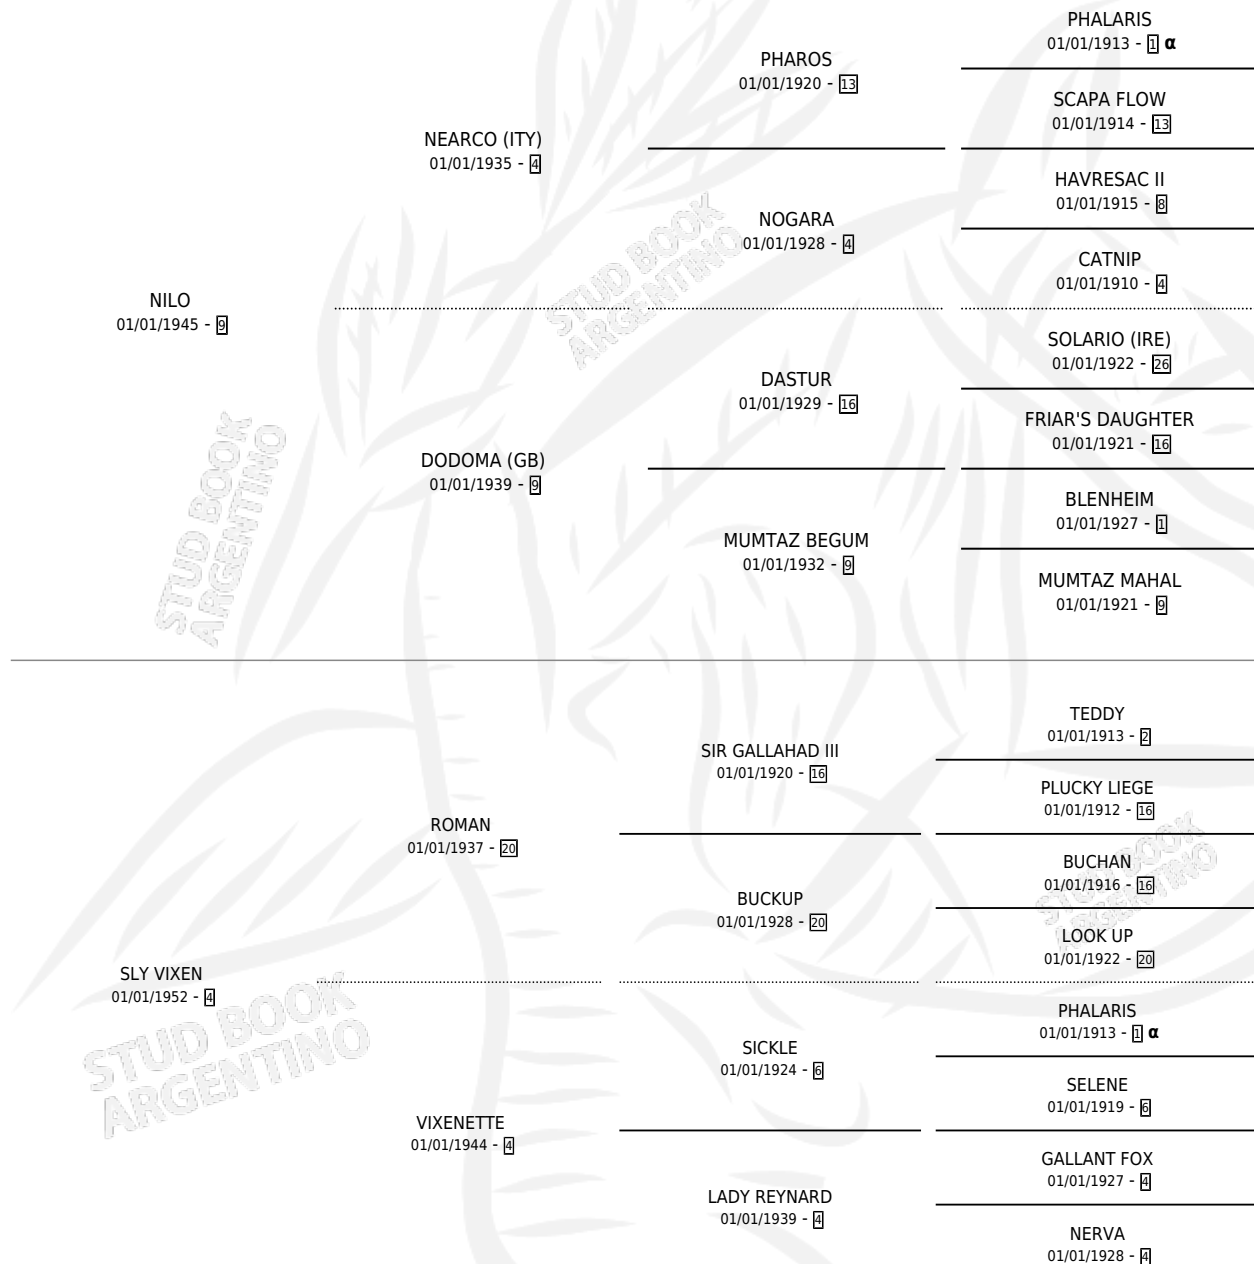 PHALARIS
01/01/1913 - 1 α
PHAROS
01/01/1920 - 13
SCAPA FLOW
01/01/1914 - 13
NEARCO (ITY)
01/01/1935 - 4
HAVRESAC II
01/01/1915 - 8
NOGARA
01/01/1928 - 4
CATNIP
01/01/1910 - 4
NILO
01/01/1945 - 9
SOLARIO (IRE)
01/01/1922 - 26
DASTUR
01/01/1929 - 16
FRIAR'S DAUGHTER
01/01/1921 - 16
DODOMA (GB)
01/01/1939 - 9
BLENHEIM
01/01/1927 - 1
MUMTAZ BEGUM
01/01/1932 - 9
MUMTAZ MAHAL
01/01/1921 - 9
STUD BOOK
ARGENTINO
STUD BOOK
ARGENTINO
TEDDY
01/01/1913 - 2
SIR GALLAHAD III
01/01/1920 - 16
PLUCKY LIEGE
01/01/1912 - 16
ROMAN
01/01/1937 - 20
BUCHAN
01/01/1916 - 16
BUCKUP
01/01/1928 - 20
LOOK UP
01/01/1922 - 20
SLY VIXEN
01/01/1952 - 4
PHALARIS
01/01/1913 - 1 α
SICKLE
01/01/1924 - 6
SELENE
01/01/1919 - 6
VIXENETTE
01/01/1944 - 4
GALLANT FOX
01/01/1927 - 4
LADY REYNARD
01/01/1939 - 4
NERVA
01/01/1928 - 4
STUD BOOK
ARGENTINO
STUD BOOK
ARGENTINO